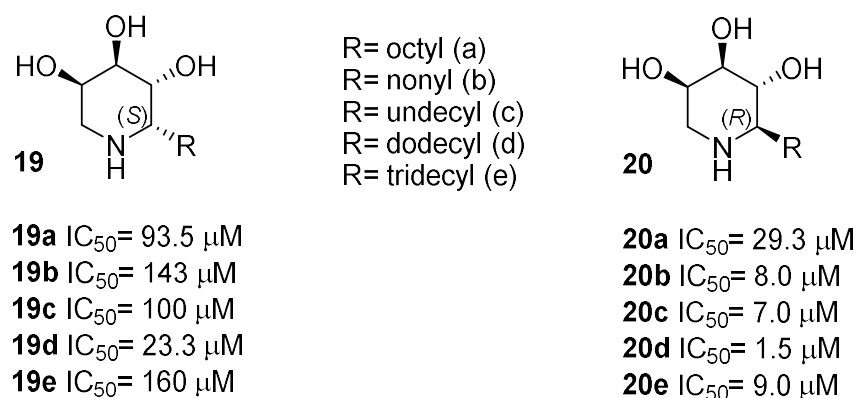 OH
HO
OH
(S)
N
H
R
19
R= octyl (a)
R= nonyl (b)
R= undecyl (c)
R= dodecyl (d)
R= tridecyl (e)
OH
HO
OH
(R)
N
H
R
20
19a IC50= 93.5 μM
19b IC50= 143 μM
19c IC50= 100 μM
19d IC50= 23.3 μM
19e IC50= 160 μM
20a IC50= 29.3 μM
20b IC50= 8.0 μM
20c IC50= 7.0 μM
20d IC50= 1.5 μM
20e IC50= 9.0 μM